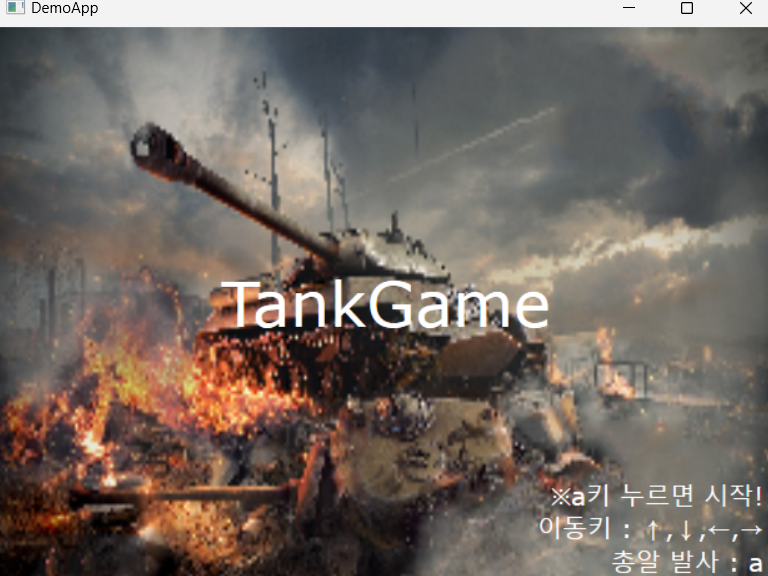 DemoApp
TankGame
※a키 누르면 시작!
이동키 : ↑,↓,←,→
총알 발사 : a